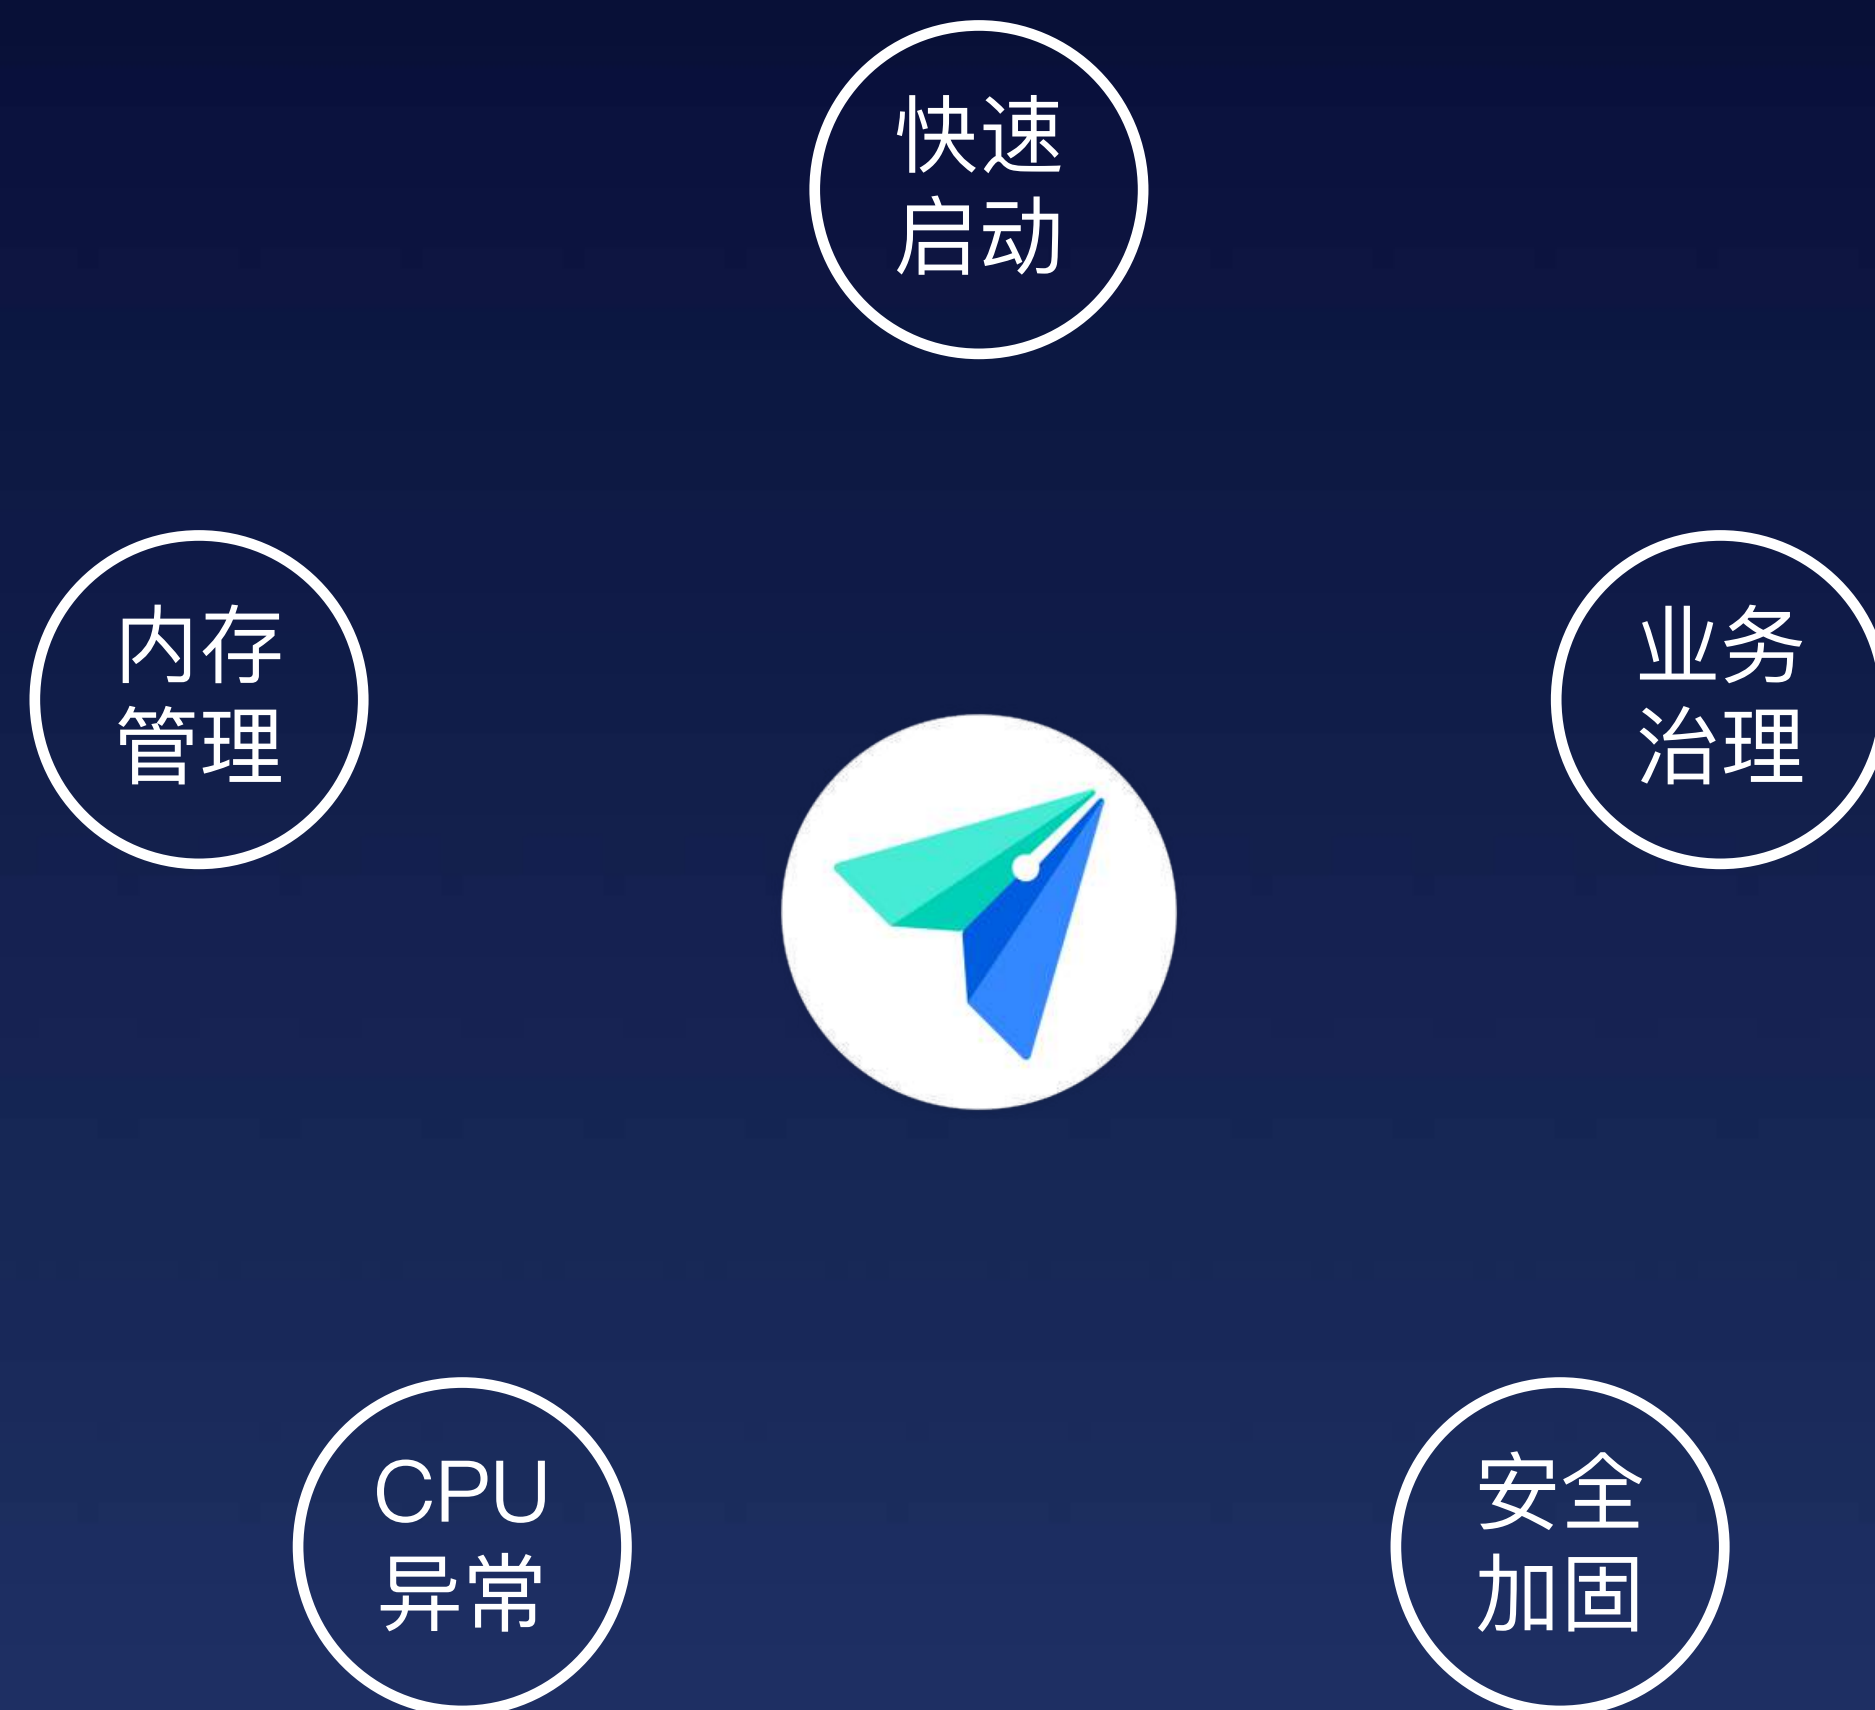 快速
启动
内存
管理
业务
治理
CPU
异常
安全
加固